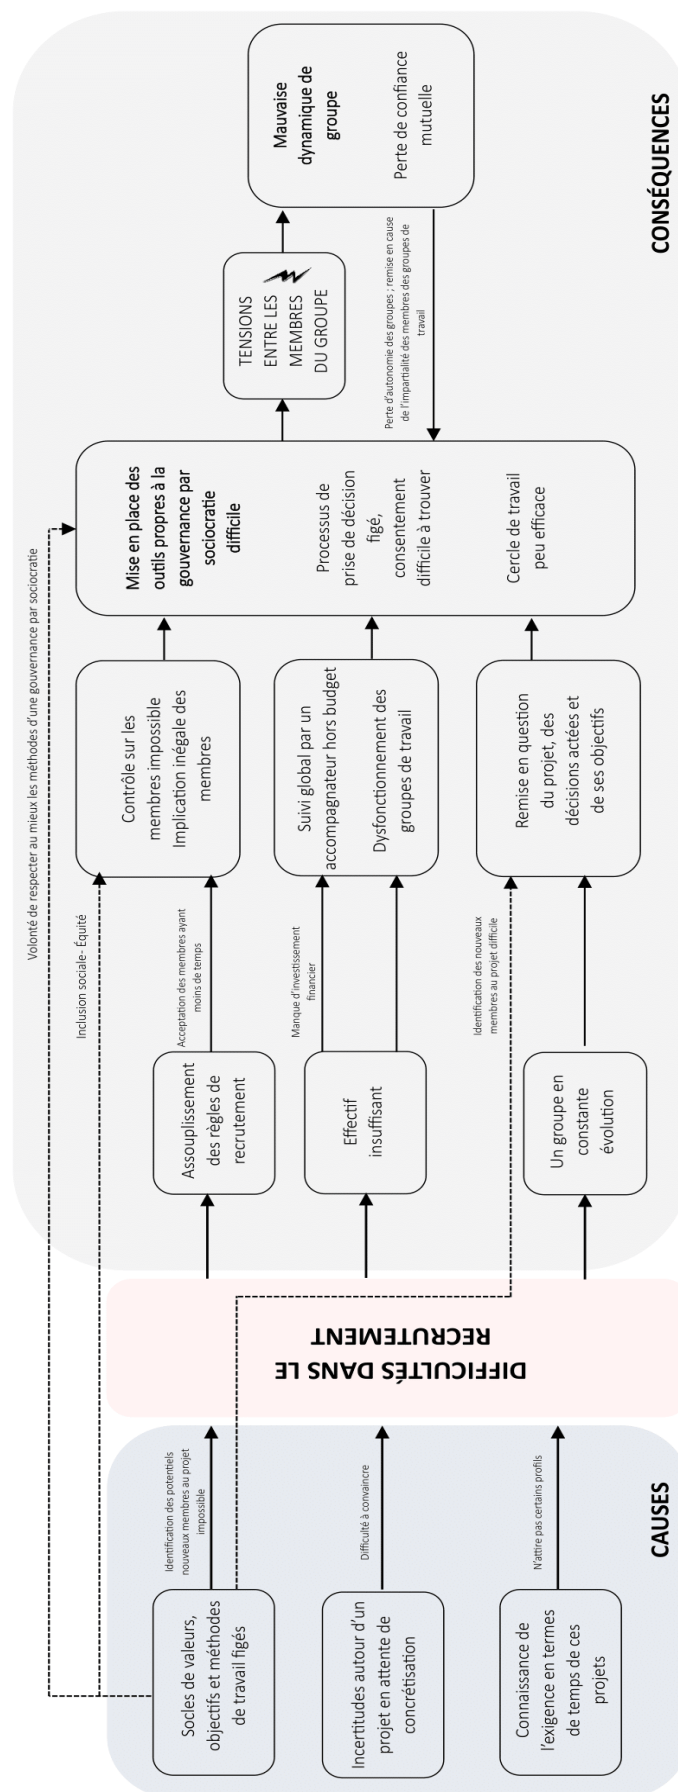 Volonté de respecter au mieux les méthodes d'une gouvernance par sociocratie
Inclusion sociale- Équité
Socles de valeurs,
objectifs et méthodes
de travail figés
Identification des potentiels
nouveaux membres au projet
impossible
Incertitudes autour d'un
projet en attente de
concrétisation
Difficulté à convaincre
Connaissance de
l'exigence en termes
de temps de ces
projets
N'attire pas certains profils
CAUSES
DIFFICULTÉS DANS LE
RECRUTEMENT
Assouplissement
des règles de
recrutement
Acceptation des membres ayant
moins de temps
Effectif
insuffisant
Manque d'investissement
financier
Un groupe en
constante
évolution
Identification des nouveaux
membres au projet difficile
Contrôle sur les
membres impossible
Implication inégale des
membres
Suivi global par un
accompagnateur hors budget
Dysfonctionnement des
groupes de travail
Remise en question
du projet, des
décisions actées et
de ses objectifs
Mise en place des
outils propres à la
gouvernance par
sociocratie
difficile
Processus de
prise de décision
figé,
consentement
difficile à trouver
Cercle de travail
peu efficace
TENSIONS
ENTRE LES
MEMBRES
DU GROUPE
Perte d'autonomie des groupes ; remise en cause
de l'impartialité des membres des groupes de
travail
Mauvaise
dynamique de
groupe
Perte de confiance
mutuelle
CONSÉQUENCES